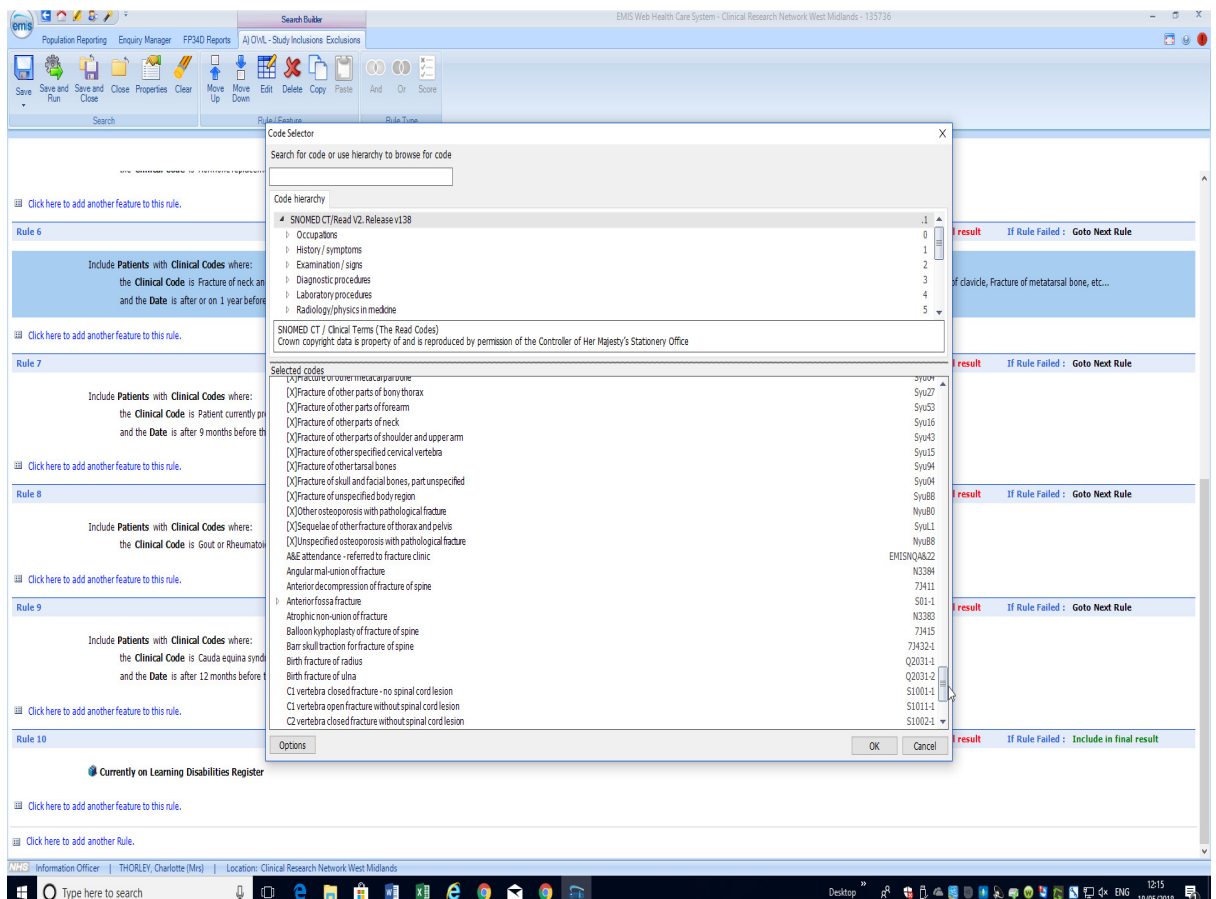 emis
Search Builder
EMIS Web Health Care System - Clinical Research Network West Midlands - 135736
Population Reporting Enquiry Manager FP34D Reports A) OWL - Study Inclusions Exclusions
Save Save and Run Save and Close Close Properties Clear Move Up Move Down Edit Delete Copy Paste And Or Score
Search Rule / Feature Rule Type
Code Selector X
Search for code or use hierarchy to browse for code
Code hierarchy
SNOMED CT/Read V2. Release v138 .1
Occupations 0
History / symptoms 1
Examination / signs 2
Diagnostic procedures 3
Laboratory procedures 4
Radiology/physics in medicine 5
SNOMED CT / Clinical Terms (The Read Codes)
Crown copyright data is property of and is reproduced by permission of the Controller of Her Majesty's Stationery Office
Selected codes
[X]Fracture of other metacarpal bone Syu64
[X]Fracture of other parts of bony thorax Syu27
[X]Fracture of other parts of forearm Syu53
[X]Fracture of other parts of neck Syu16
[X]Fracture of other parts of shoulder and upper arm Syu43
[X]Fracture of other specified cervical vertebra Syu15
[X]Fracture of other tarsal bones Syu94
[X]Fracture of skull and facial bones, part unspecified Syu04
[X]Fracture of unspecified body region SyuBB
[X]Other osteoporosis with pathological fracture NyuB0
[X]Sequelae of other fracture of thorax and pelvis SyuL1
[X]Unspecified osteoporosis with pathological fracture NyuB8
A&E attendance - referred to fracture clinic EMISNQA&22
Angular mal-union of fracture N3384
Anterior decompression of fracture of spine 7J411
Anterior fossa fracture S01-1
Atrophic non-union of fracture N3383
Balloon kyphoplasty of fracture of spine 7J415
Barr skull traction for fracture of spine 7J432-1
Birth fracture of radius Q2031-1
Birth fracture of ulna Q2031-2
C1 vertebra closed fracture - no spinal cord lesion S1001-1
C1 vertebra open fracture without spinal cord lesion S1011-1
C2 vertebra closed fracture without spinal cord lesion S1002-1
Options OK Cancel
Click here to add another feature to this rule.
Rule 6 l result If Rule Failed : Goto Next Rule
Include Patients with Clinical Codes where:
the Clinical Code is Fracture of neck an of clavicle, Fracture of metatarsal bone, etc...
and the Date is after or on 1 year before
Click here to add another feature to this rule.
Rule 7 l result If Rule Failed : Goto Next Rule
Include Patients with Clinical Codes where:
the Clinical Code is Patient currently pre
and the Date is after 9 months before th
Click here to add another feature to this rule.
Rule 8 l result If Rule Failed : Goto Next Rule
Include Patients with Clinical Codes where:
the Clinical Code is Gout or Rheumatoi
Click here to add another feature to this rule.
Rule 9 l result If Rule Failed : Goto Next Rule
Include Patients with Clinical Codes where:
the Clinical Code is Cauda equina synd
and the Date is after 12 months before t
Click here to add another feature to this rule.
Rule 10 l result If Rule Failed : Include in final result
Currently on Learning Disabilities Register
Click here to add another feature to this rule.
Click here to add another Rule.
NHS Information Officer | THORLEY, Charlotte (Mrs) | Location: Clinical Research Network West Midlands
Type here to search Desktop ENG 12:15